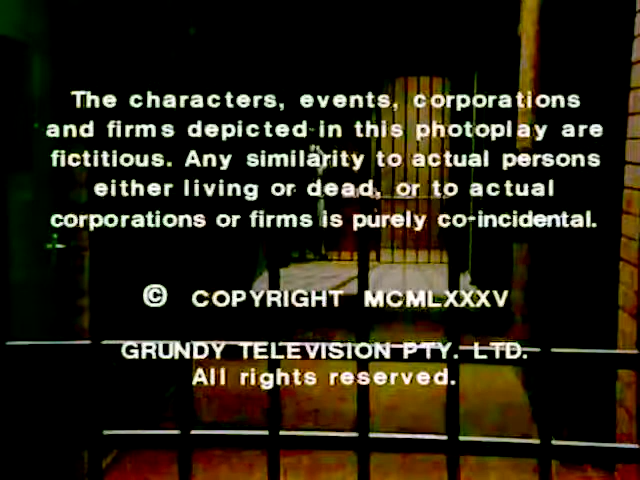 The characters, events, corporations
and firms depicted in this photoplay are
fictitious. Any similarity to actual persons
either living or dead, or to actual
corporations or firms is purely co-incidental.
© COPYRIGHT MCMLXXXV
GRUNDY TELEVISION PTY. LTD.
All rights reserved.